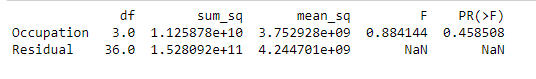 df sum_sq mean_sq F PR(>F)
Occupation 3.0 1.125878e+10 3.752928e+09 0.884144 0.458508
Residual 36.0 1.528092e+11 4.244701e+09 NaN NaN